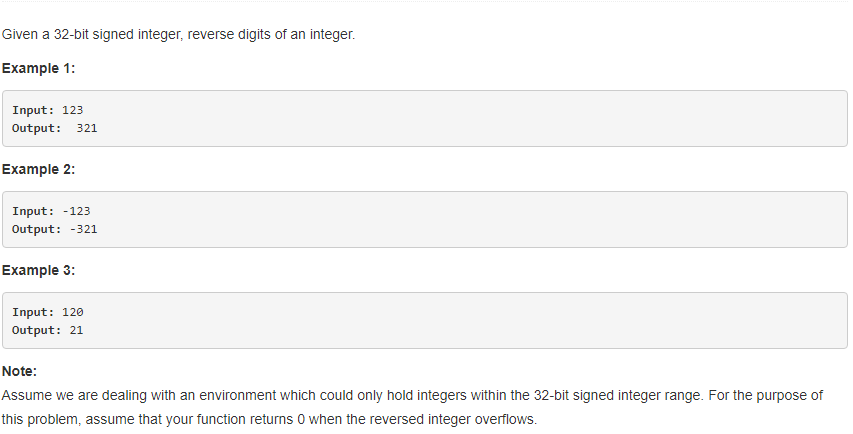 Given a 32-bit signed integer, reverse digits of an integer.
Example 1:
Input: 123
Output:  321
Example 2:
Input: -123
Output: -321
Example 3:
Input: 120
Output: 21
Note:
Assume we are dealing with an environment which could only hold integers within the 32-bit signed integer range. For the purpose of
this problem, assume that your function returns 0 when the reversed integer overflows.